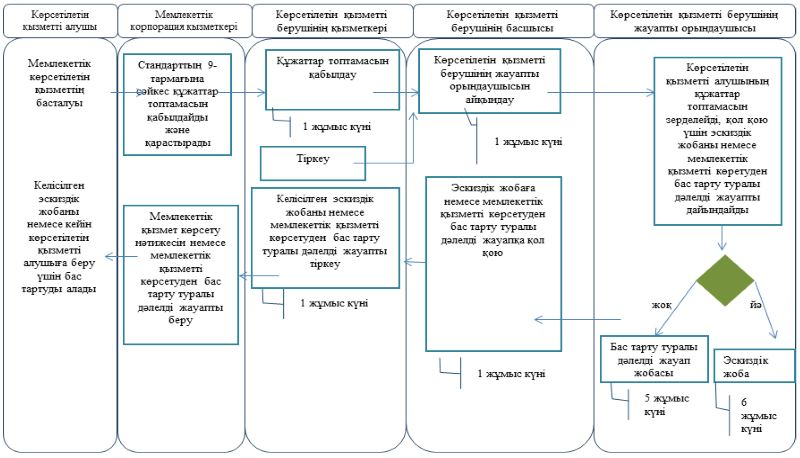 Көрсетілетін
қызметті алушы
Мемлекеттік
корпорация қызметкері
Көрсетілетін қызметті
берушінің қызметкері
Көрсетілетін қызметті
берушінің басшысы
Көрсетілетін қызметті берушінің
жауапты орындаушысы
Мемлекеттік
көрсетілетін
қызметтің
басталуы
Стандарттың 9-
тармағына
сәйкес құжаттар
топтамасын
қабылдайды
және
қарастырады
Құжаттар топтамасын
қабылдау
1 жұмыс күні
Тіркеу
Көрсетілетін қызметті
берушінің жауапты
орындаушысын
айқындау
1 жұмыс күні
Көрсетілетін
қызметті алушының
құжаттар
топтамасын
зерделейді, қол қою
үшін эскиздік
жобаны немесе
мемлекеттік
қызметті көретуден
бас тарту туралы
дәлелді жауапты
дайындайды
Келісілген
эскиздік
жобаны
немесе кейін
көрсетілетін
қызметті
алушыға беру
үшін бас
тартуды алады
Мемлекеттік
қызмет көрсету
нәтижесін немесе
мемлекеттік
қызметті
көрсетуден бас
тарту туралы
дәлелді жауапты
беру
Келісілген эскиздік
жобаны немесе
мемлекеттік қызметті
көрсетуден бас тарту
туралы дәлелді жауапты
тіркеу
1 жұмыс күні
Эскиздік жобаға
немесе мемлекеттік
қызметті көрсетуден
бас тарту туралы
дәлелді жауапқа қол
қою
1 жұмыс күні
жоқ
йә
Бас тарту туралы
дәлелді жауап
жобасы
5 жұмыс
күні
Эскиздік
жоба
6
жұмыс
күні